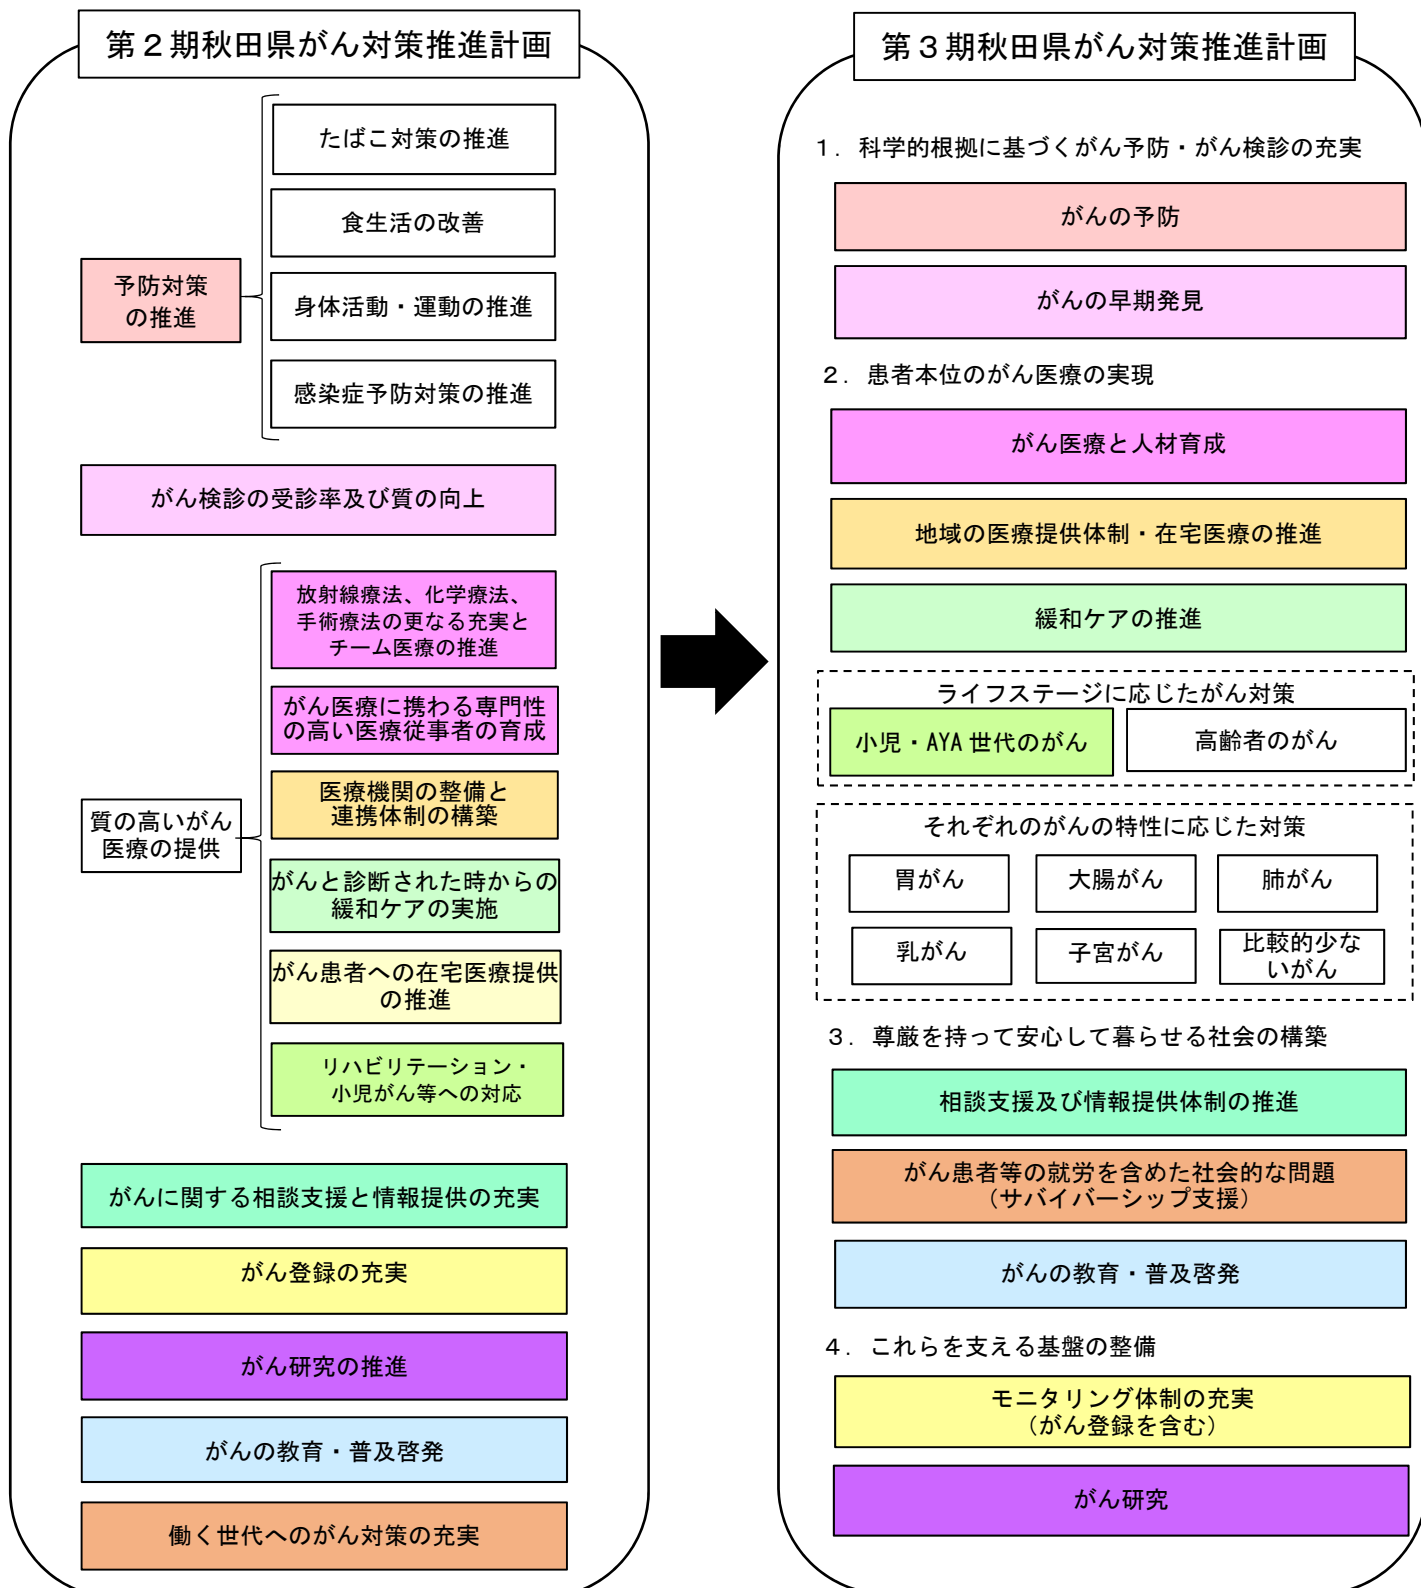 第２期秋田県がん対策推進計画
たばこ対策の推進
食生活の改善
予防対策
の推進
身体活動・運動の推進
感染症予防対策の推進
がん検診の受診率及び質の向上
放射線療法、化学療法、
手術療法の更なる充実と
チーム医療の推進
がん医療に携わる専門性
の高い医療従事者の育成
医療機関の整備と
連携体制の構築
質の高いがん
医療の提供
がんと診断された時からの
緩和ケアの実施
がん患者への在宅医療提供
の推進
リハビリテーション・
小児がん等への対応
がんに関する相談支援と情報提供の充実
がん登録の充実
がん研究の推進
がんの教育・普及啓発
働く世代へのがん対策の充実
第３期秋田県がん対策推進計画
１．科学的根拠に基づくがん予防・がん検診の充実
がんの予防
がんの早期発見
２．患者本位のがん医療の実現
がん医療と人材育成
地域の医療提供体制・在宅医療の推進
緩和ケアの推進
ライフステージに応じたがん対策
小児・AYA世代のがん
高齢者のがん
それぞれのがんの特性に応じた対策
胃がん
大腸がん
肺がん
乳がん
子宮がん
比較的少な
いがん
３．尊厳を持って安心して暮らせる社会の構築
相談支援及び情報提供体制の推進
がん患者等の就労を含めた社会的な問題
（サバイバーシップ支援）
がんの教育・普及啓発
４．これらを支える基盤の整備
モニタリング体制の充実
（がん登録を含む）
がん研究